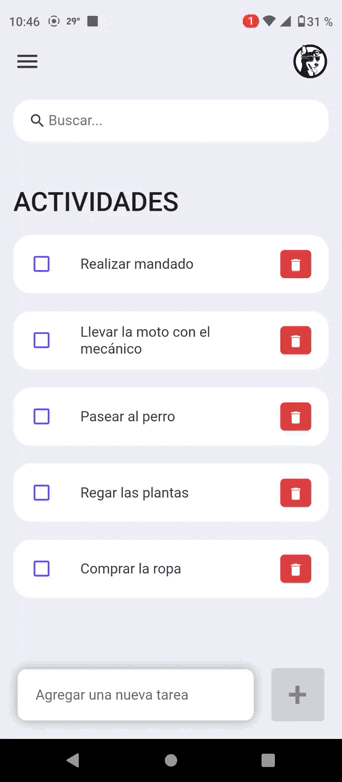 10:46 29° 1 31 %
Buscar...
ACTIVIDADES
Realizar mandado
Llevar la moto con el
mecánico
Pasear al perro
Regar las plantas
Comprar la ropa
Agregar una nueva tarea